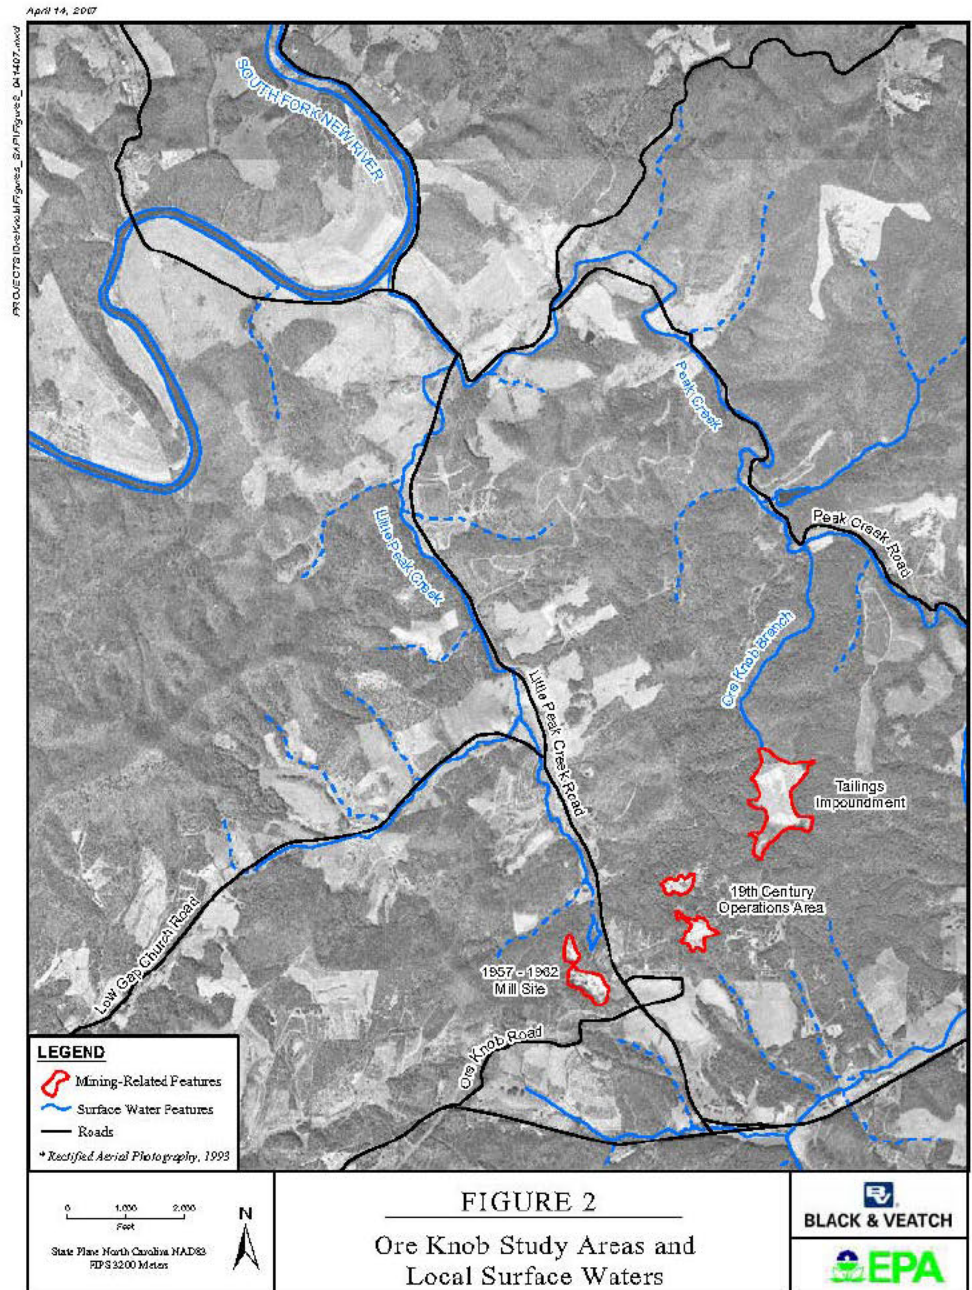 April 14, 2007
SOUTH FORK NEW RIVER
Peak Creek
Little Peak Creek
Peak Creek Road
Ore Knob Branch
Little Peak Creek Road
Tailings
Impoundment
19th Century
Operations Area
Low Gap Church Road
1957 - 1962
Mill Site
Ore Knob Road
LEGEND
Mining-Related Features
Surface Water Features
Roads
* Rectified Aerial Photography, 1993
0 1,000 2,000
Feet
State Plane North Carolina NAD83
FIPS 3200 Meters
N
FIGURE 2
Ore Knob Study Areas and
Local Surface Waters
BV
BLACK & VEATCH
EPA